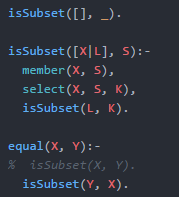 isSubset([], _).
isSubset([X|L], S):-
member(X, S),
select(X, S, K),
isSubset(L, K).
equal(X, Y):-
% isSubset(X, Y).
isSubset(Y, X).